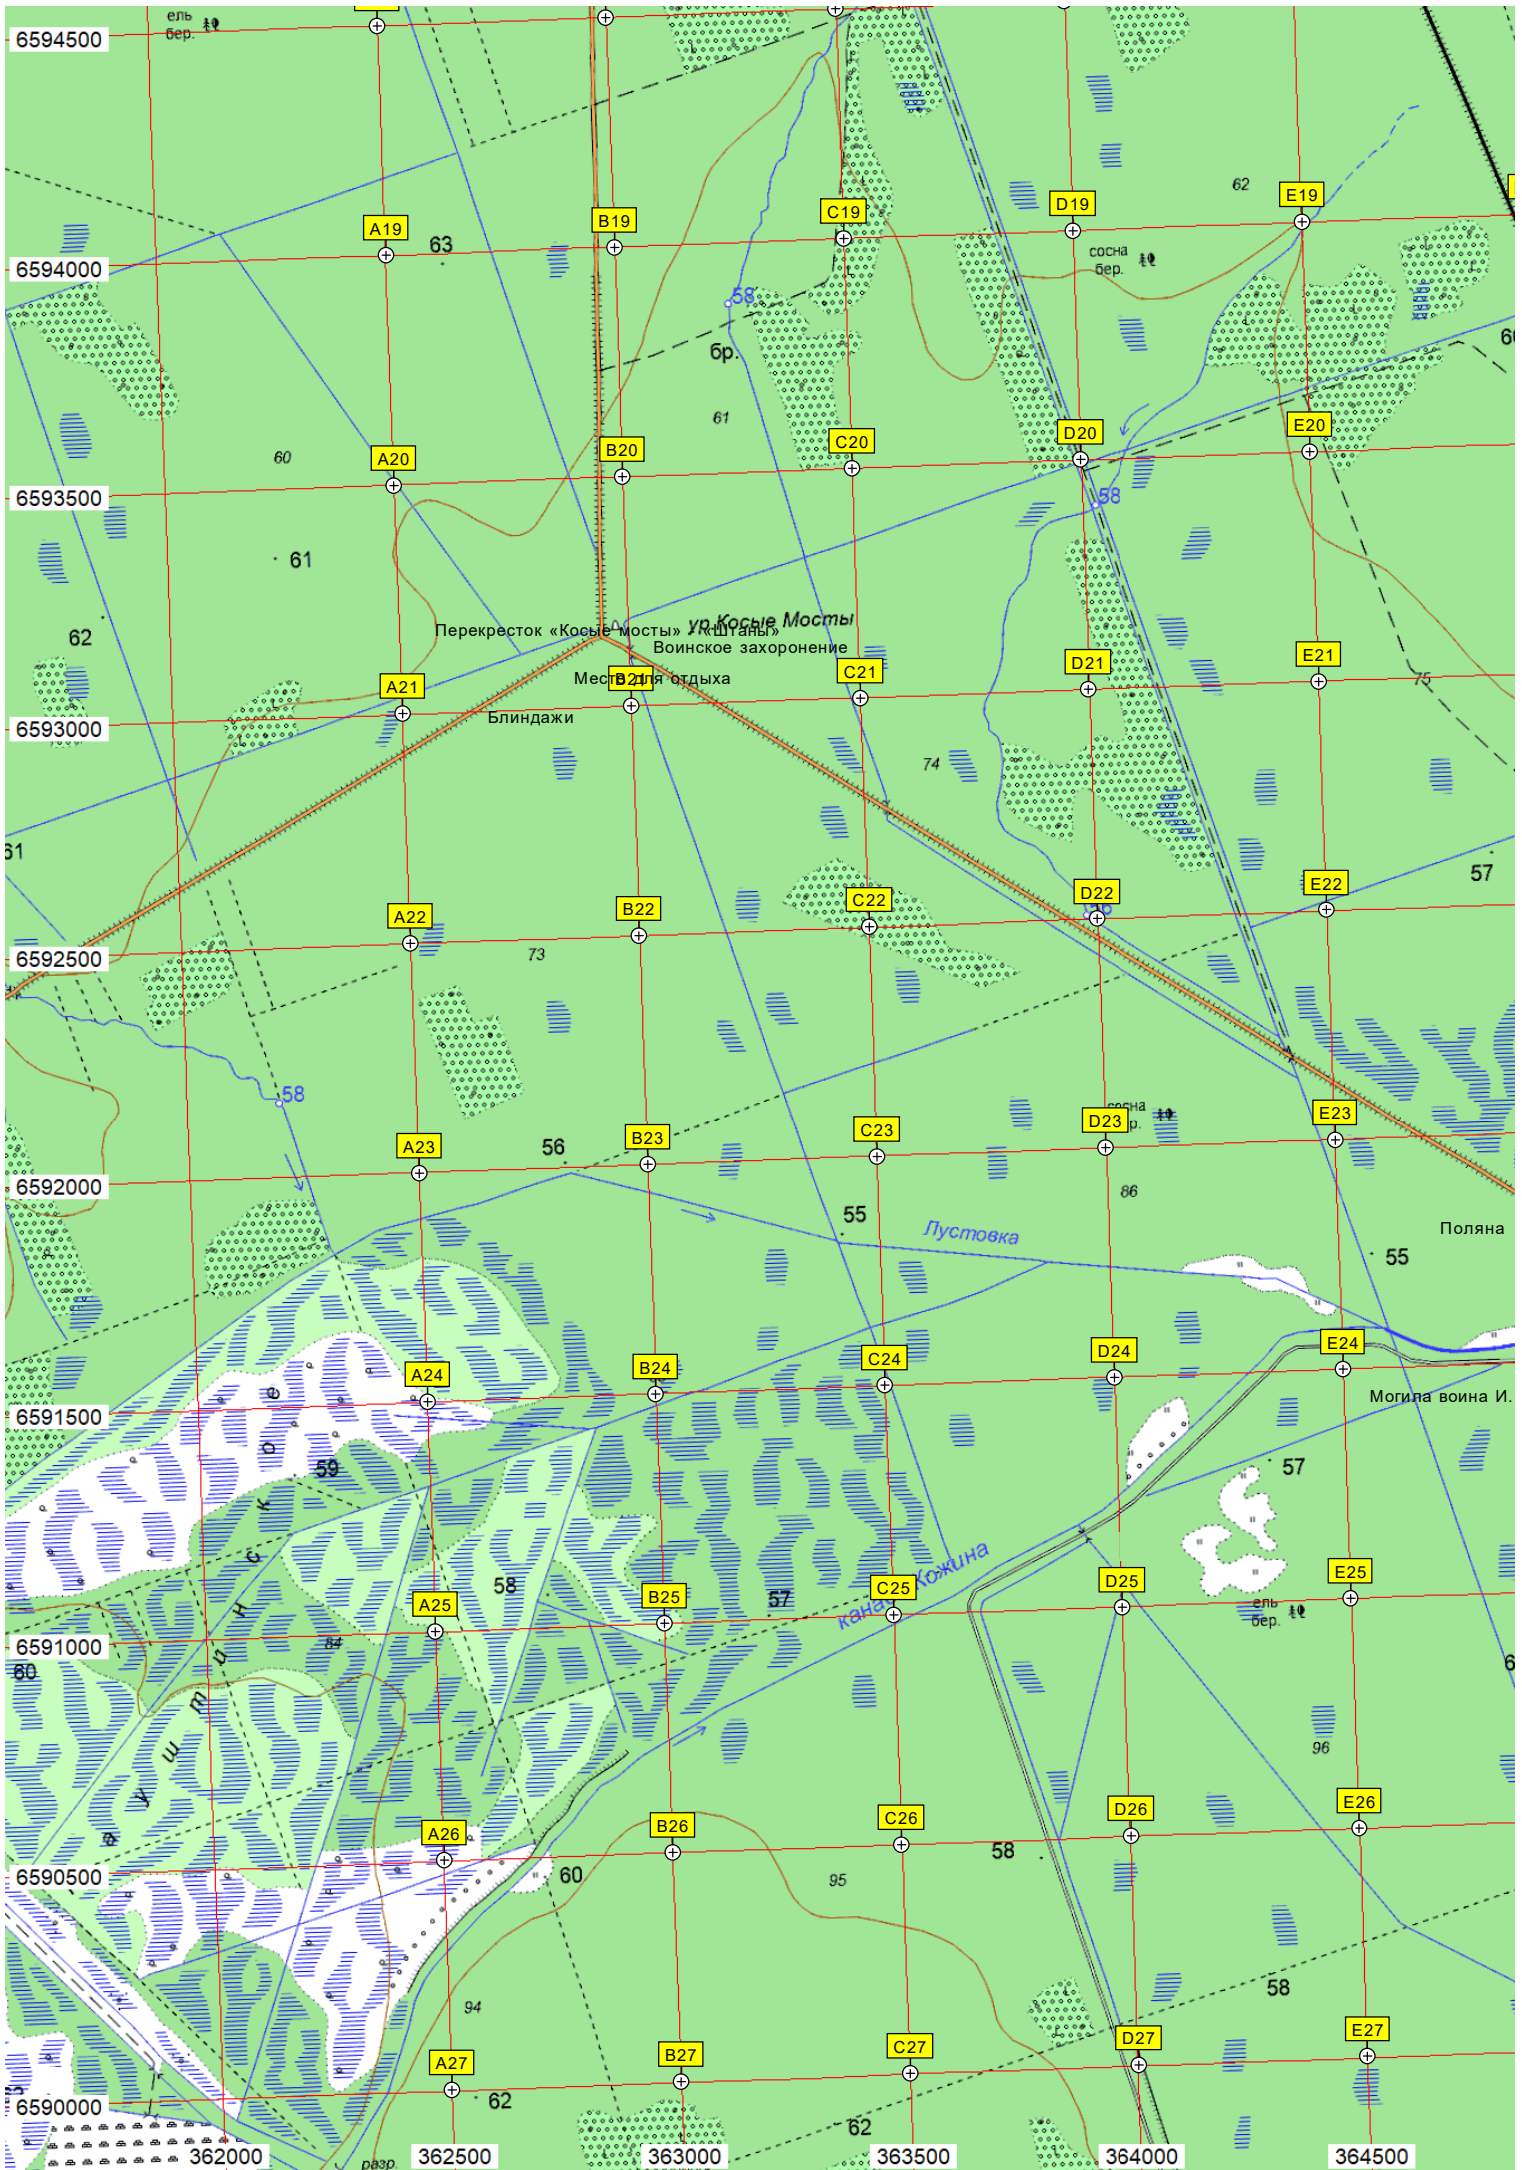 6594500
ель
бер.
62
E19
D19
C19
B19
A19
63
сосна
бер.
6594000
58
бр.
61
E20
D20
C20
B20
A20
60
6593500
58
61
62
ур.Косые Мосты
Перекресток «Косые мосты» - «Штаны»
Воинское захоронение
Место для отдыха
E21
D21
C21
B21
A21
75
Блиндажи
6593000
74
61
57
E22
D22
C22
B22
A22
73
6592500
58
сосна
E23
D23
C23
B23
A23
56
6592000
86
55
Лустовка
Поляна
55
E24
D24
C24
B24
A24
Могила воина И.
6591500
59
57
канал Кожина
58
57
E25
D25
C25
B25
A25
ель
бер.
84
6591000
60
96
E26
D26
C26
B26
A26
58
60
95
6590500
58
94
E27
D27
C27
B27
A27
62
6590000
62
разр.
362000
362500
363000
363500
364000
364500